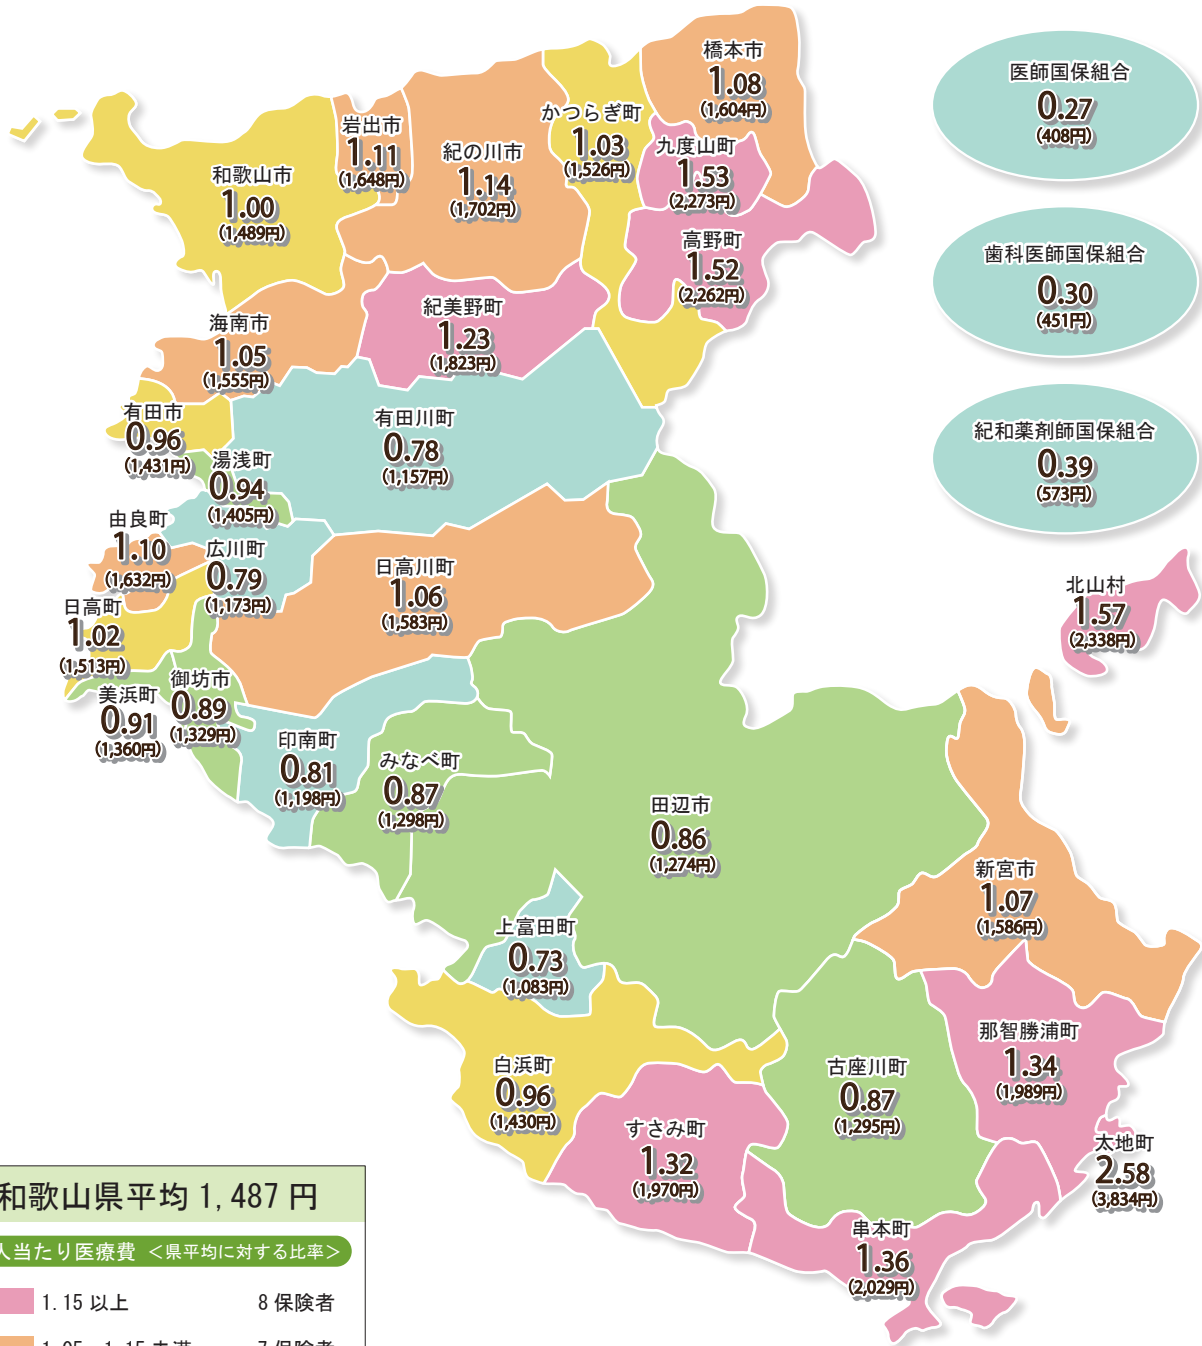 橋本市
1.08
(1,604円)
医師国保組合
0.27
(408円)
かつらぎ町
1.03
(1,526円)
岩出市
1.11
(1,648円)
紀の川市
1.14
(1,702円)
九度山町
1.53
(2,273円)
和歌山市
1.00
(1,489円)
高野町
1.52
(2,262円)
歯科医師国保組合
0.30
(451円)
紀美野町
1.23
(1,823円)
海南市
1.05
(1,555円)
有田市
0.96
(1,431円)
有田川町
0.78
(1,157円)
紀和薬剤師国保組合
0.39
(573円)
湯浅町
0.94
(1,405円)
由良町
1.10
(1,632円)
広川町
0.79
(1,173円)
日高川町
1.06
(1,583円)
北山村
1.57
(2,338円)
日高町
1.02
(1,513円)
御坊市
0.89
(1,329円)
美浜町
0.91
(1,360円)
印南町
0.81
(1,198円)
みなべ町
0.87
(1,298円)
田辺市
0.86
(1,274円)
新宮市
1.07
(1,586円)
上富田町
0.73
(1,083円)
那智勝浦町
1.34
(1,989円)
白浜町
0.96
(1,430円)
古座川町
0.87
(1,295円)
すさみ町
1.32
(1,970円)
太地町
2.58
(3,834円)
串本町
1.36
(2,029円)
和歌山県平均 1,487 円
人当たり医療費 <県平均に対する比率>
1.15 以上 8 保険者